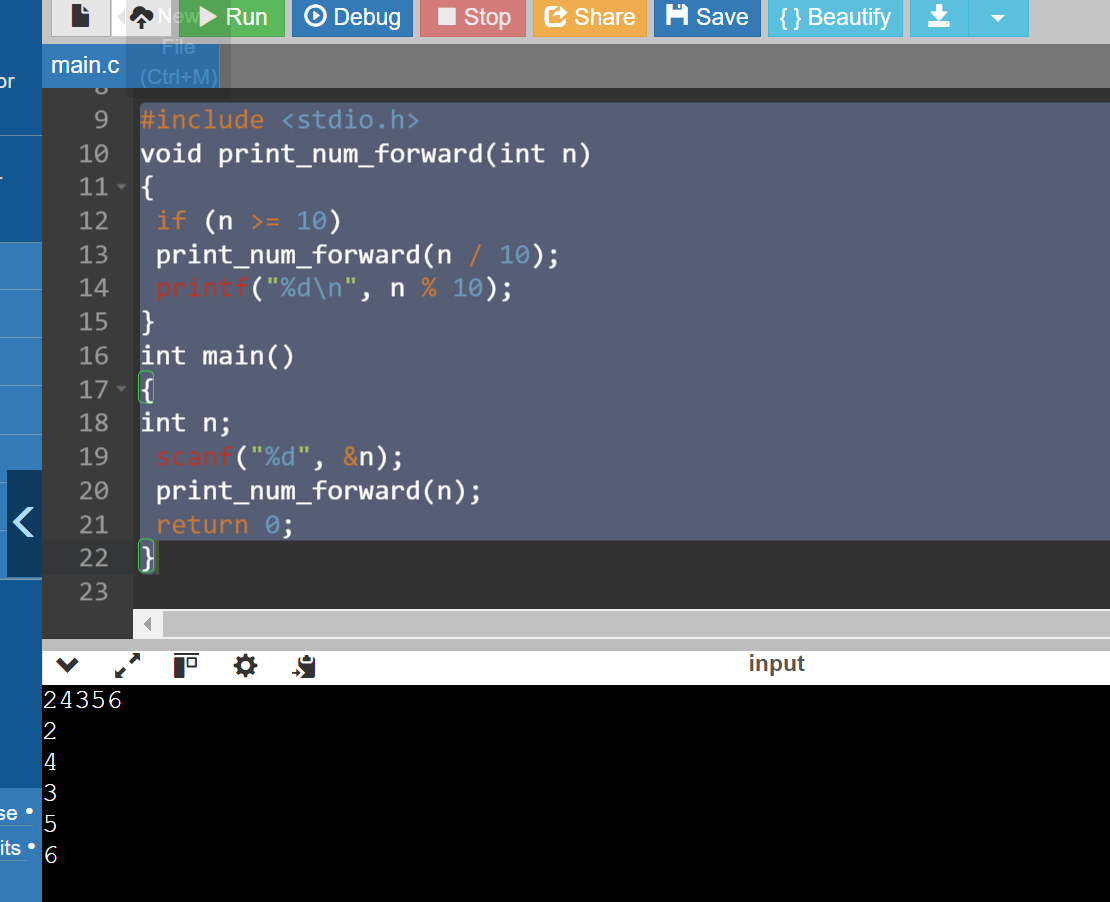 New Run Debug Stop Share Save { } Beautify
File
(Ctrl+M)
main.c
or
8
9 #include <stdio.h>
10 void print_num_forward(int n)
11 {
12 if (n >= 10)
13 print_num_forward(n / 10);
14 printf("%d\n", n % 10);
15 }
16 int main()
17 {
18 int n;
19 scanf("%d", &n);
20 print_num_forward(n);
21 return 0;
22 }
23
input
24356
2
4
3
5
6
se •
its •